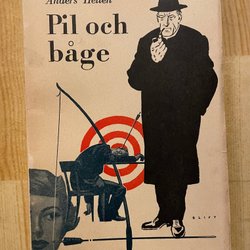 Anders Hellén
Pil och
båge